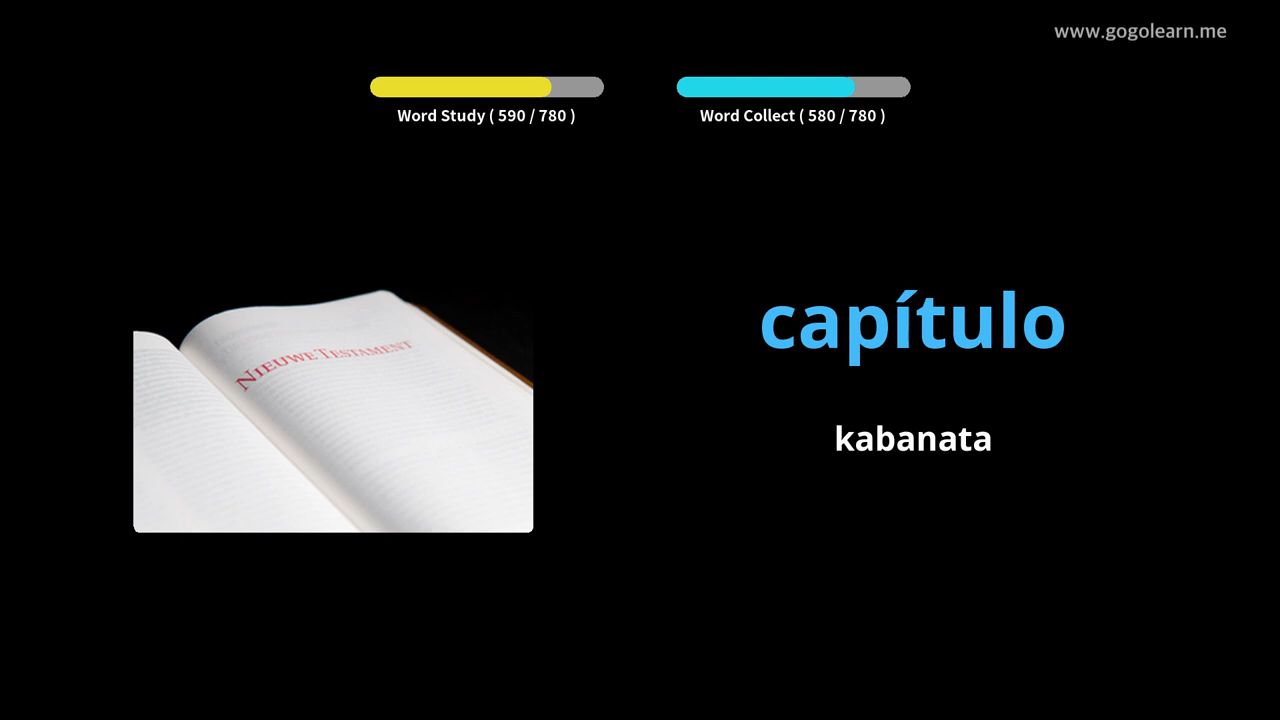 www.gogolearn.me
Word Study ( 590 / 780 )
Word Collect ( 580 / 780 )
NIEUWE TESTAMENT
capítulo
kabanata